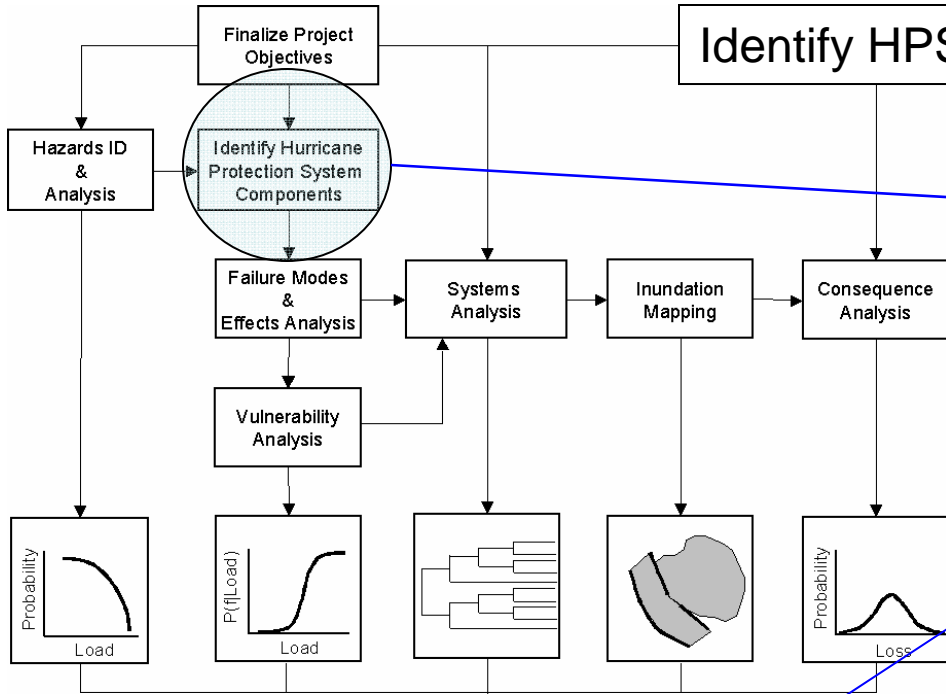 Finalize Project
Objectives
Identify HPS
Hazards ID
&
Analysis
Identify Hurricane
Protection System
Components
Failure Modes
&
Effects Analysis
Systems
Analysis
Inundation
Mapping
Consequence
Analysis
Vulnerability
Analysis
Probability
Load
P(f|Load)
Load
Probability
Loss